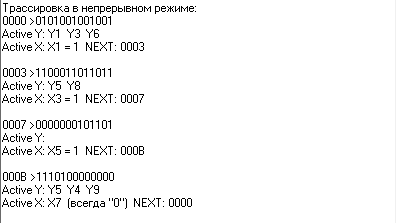 Трассировка в непрерывном режиме:
0000 >0101001001001
Active Y: Y1 Y3 Y6
Active X: X1 = 1 NEXT: 0003
0003 >1100011011011
Active Y: Y5 Y8
Active X: X3 = 1 NEXT: 0007
0007 >0000000101101
Active Y:
Active X: X5 = 1 NEXT: 000B
000B >1110100000000
Active Y: Y5 Y4 Y9
Active X: X7 (всегда "0") NEXT: 0000